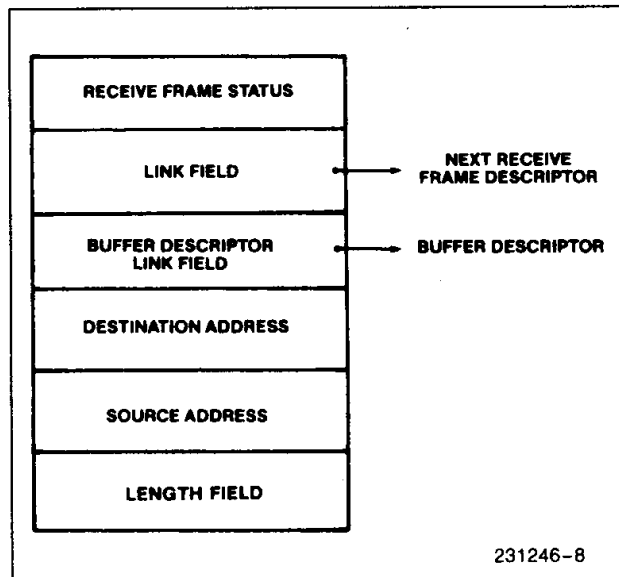 RECEIVE FRAME STATUS
LINK FIELD
NEXT RECEIVE
FRAME DESCRIPTOR
BUFFER DESCRIPTOR
LINK FIELD
BUFFER DESCRIPTOR
DESTINATION ADDRESS
SOURCE ADDRESS
LENGTH FIELD
231246-8